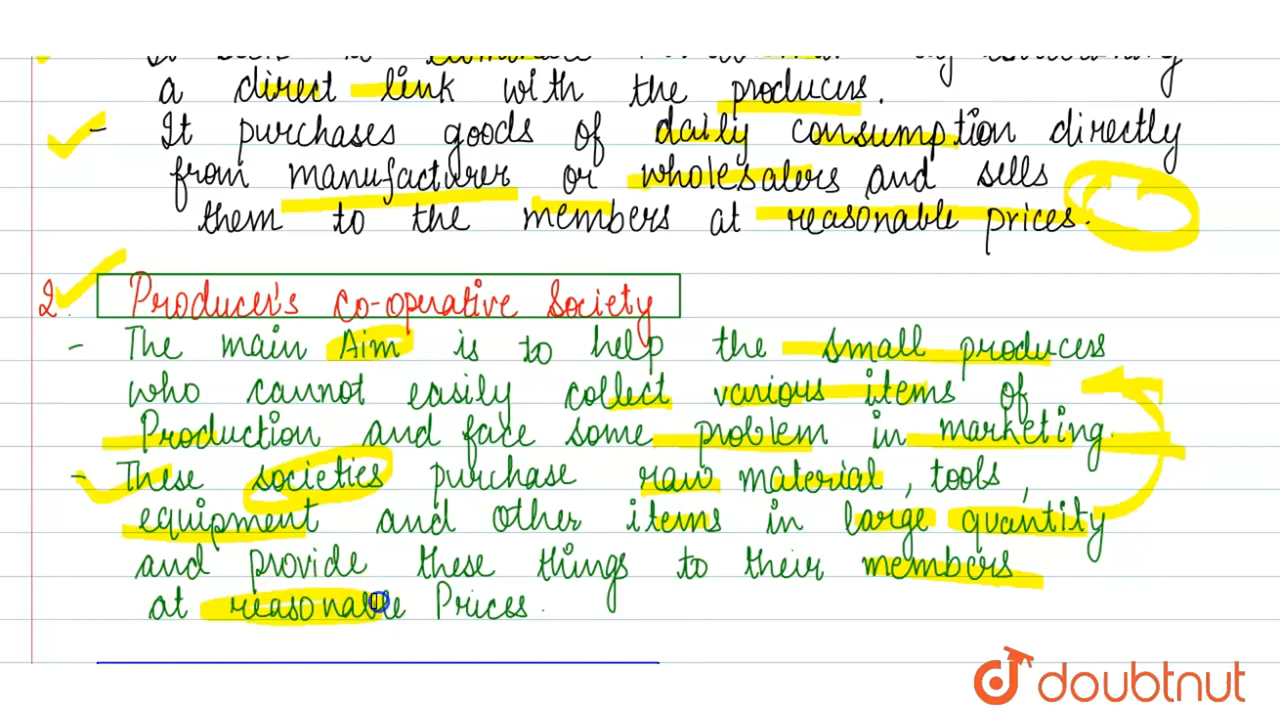 a direct link with the producers.
- It purchases goods of daily consumption directly
from manufacturer or wholesalers and sells
them to the members at reasonable prices.
2. Producer's co-operative Society
- The main Aim is to help the small producers
who cannot easily collect various items of
Production and face some problem in marketing.
- These societies purchase raw material, tools,
equipment and other items in large quantity
and provide these things to their members
at reasonable Prices.
doubtnut